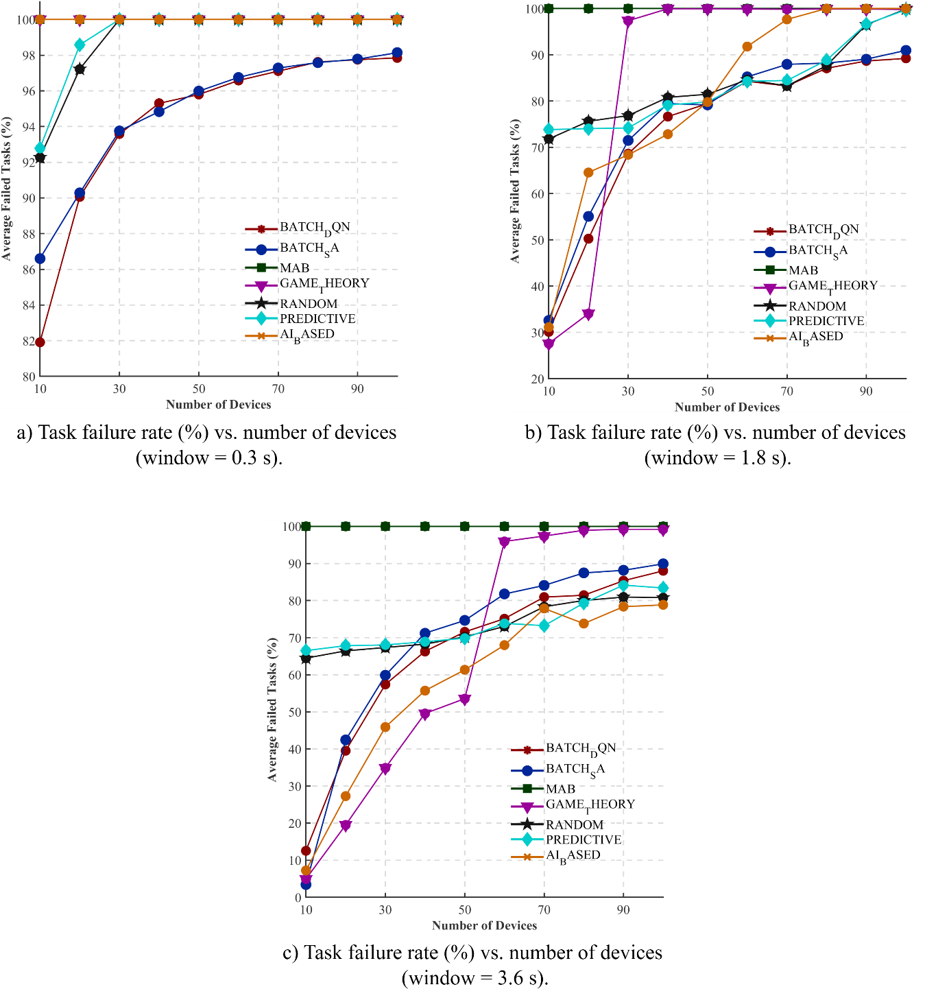 100
98
96
94
92
90
88
86
84
82
80
Average Failed Tasks (%)
BATCH_DQN
BATCH_SA
MAB
GAME_THEORY
RANDOM
PREDICTIVE
AI_BASED
10 30 50 70 90
Number of Devices
a) Task failure rate (%) vs. number of devices
(window = 0.3 s).
100
90
80
70
60
50
40
30
20
Average Failed Tasks (%)
BATCH_DQN
BATCH_SA
MAB
GAME_THEORY
RANDOM
PREDICTIVE
AI_BASED
10 30 50 70 90
Number of Devices
b) Task failure rate (%) vs. number of devices
(window = 1.8 s).
100
90
80
70
60
50
40
30
20
10
0
Average Failed Tasks (%)
BATCH_DQN
BATCH_SA
MAB
GAME_THEORY
RANDOM
PREDICTIVE
AI_BASED
10 30 50 70 90
Number of Devices
c) Task failure rate (%) vs. number of devices
(window = 3.6 s).